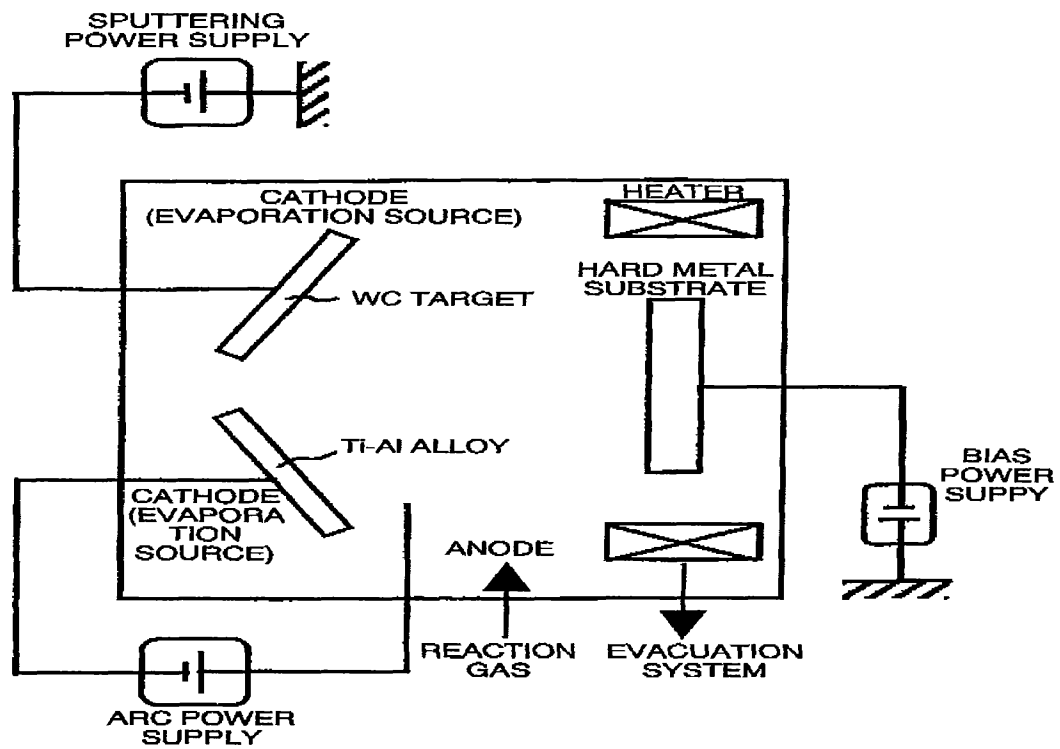 SPUTTERING
POWER SUPPLY
CATHODE
(EVAPORATION SOURCE)
HEATER
WC TARGET
HARD METAL
SUBSTRATE
Ti-Al ALLOY
CATHODE
(EVAPORA
TION
SOURCE)
BIAS
POWER
SUPPY
ANODE
REACTION
GAS
EVACUATION
SYSTEM
ARC POWER
SUPPLY